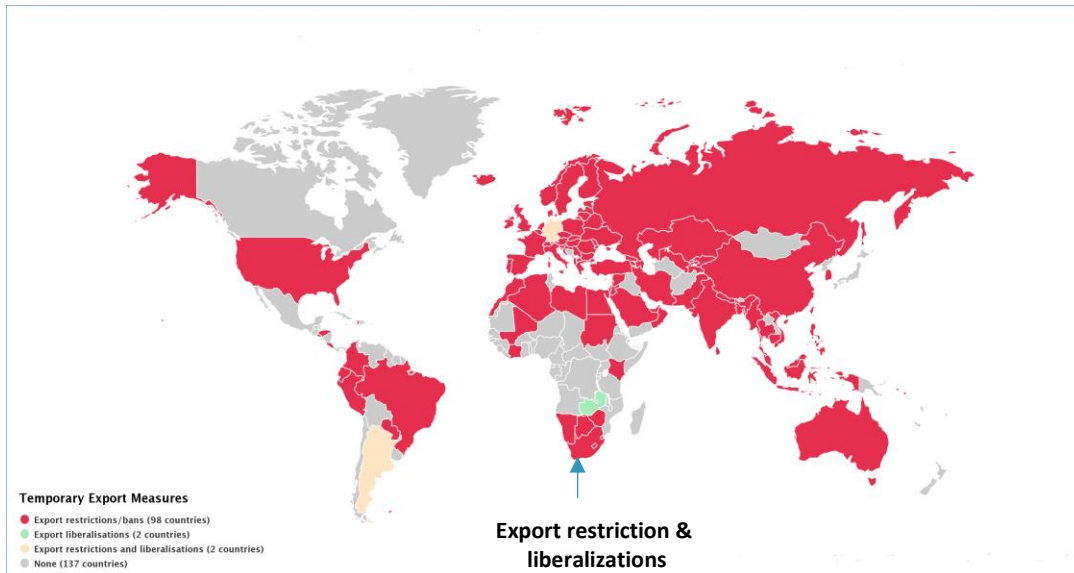 Temporary Export Measures
Export restrictions/bans (98 countries)
Export liberalisations (2 countries)
Export restrictions and liberalisations (2 countries)
None (137 countries)
Export restriction &
liberalizations